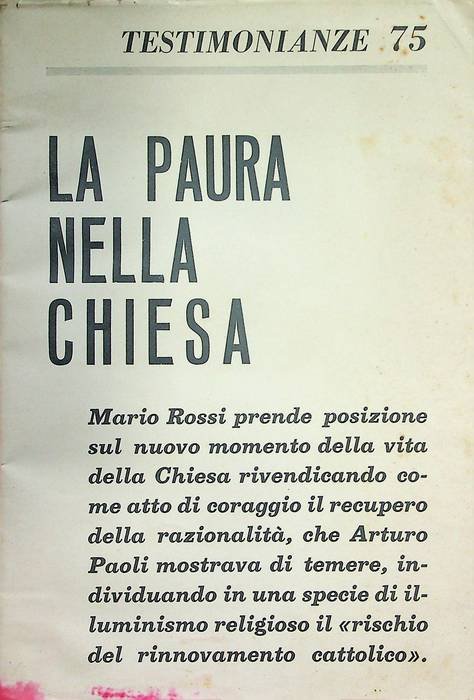 TESTIMONIANZE 75
LA PAURA
NELLA
CHIESA
Mario Rossi prende posizione
sul nuovo momento della vita
della Chiesa rivendicando co-
me atto di coraggio il recupero
della razionalità, che Arturo
Paoli mostrava di temere, in-
dividuando in una specie di il-
luminismo religioso il «rischio
del rinnovamento cattolico».